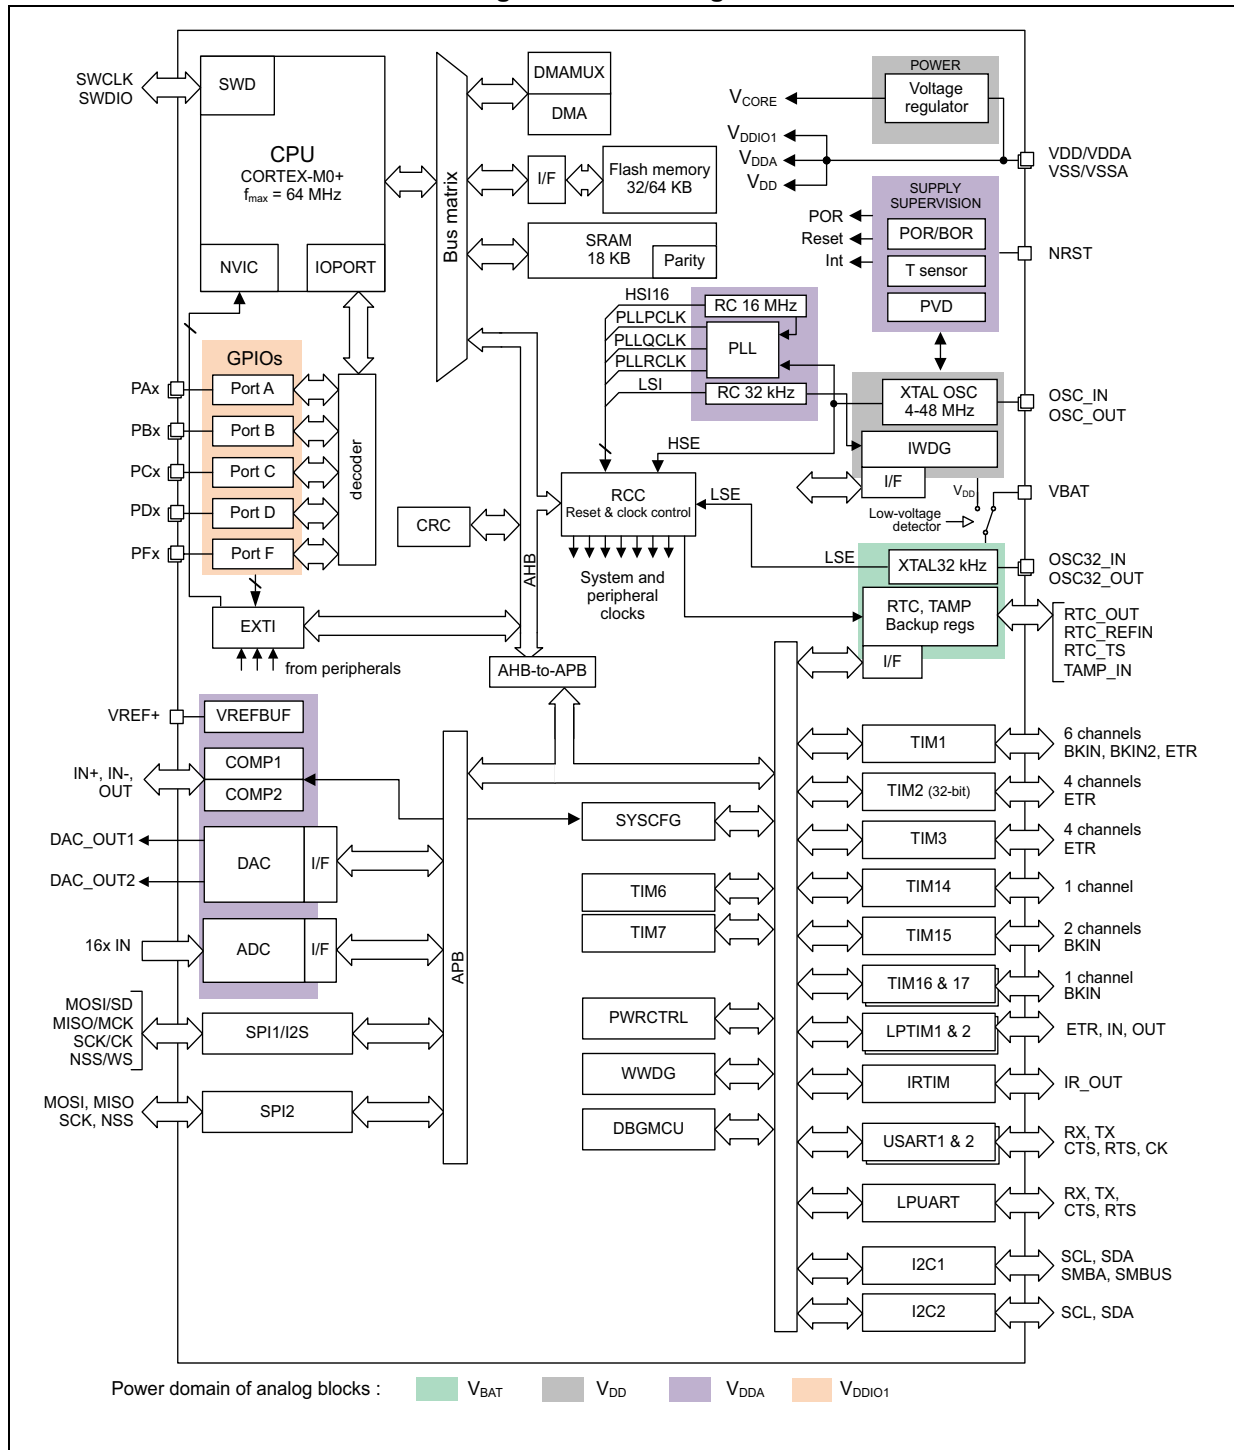 SWCLK
SWDIO
SWD
CPU
CORTEX-M0+
fmax = 64 MHz
NVIC
IOPORT
Bus matrix
DMAMUX
DMA
I/F
Flash memory
32/64 KB
SRAM
18 KB
Parity
POWER
Voltage
regulator
VCORE
VDDIO1
VDDA
VDD
VDD/VDDA
VSS/VSSA
SUPPLY
SUPERVISION
POR
Reset
Int
POR/BOR
T sensor
PVD
NRST
HSI16
PLLPCLK
PLLQCLK
PLLRCLK
LSI
RC 16 MHz
PLL
RC 32 kHz
XTAL OSC
4-48 MHz
IWDG
I/F
OSC_IN
OSC_OUT
HSE
VDD
VBAT
Low-voltage
detector
GPIOs
PAx
Port A
PBx
Port B
PCx
Port C
PDx
Port D
PFx
Port F
decoder
CRC
AHB
RCC
Reset & clock control
LSE
LSE
System and
peripheral
clocks
XTAL32 kHz
OSC32_IN
OSC32_OUT
RTC, TAMP
Backup regs
I/F
RTC_OUT
RTC_REFIN
RTC_TS
TAMP_IN
EXTI
from peripherals
AHB-to-APB
VREF+
VREFBUF
IN+, IN-,
OUT
COMP1
COMP2
DAC_OUT1
DAC_OUT2
DAC
I/F
16x IN
ADC
I/F
APB
MOSI/SD
MISO/MCK
SCK/CK
NSS/WS
SPI1/I2S
MOSI, MISO
SCK, NSS
SPI2
SYSCFG
TIM6
TIM7
PWRCTRL
WWDG
DBGMCU
TIM1
6 channels
BKIN, BKIN2, ETR
TIM2 (32-bit)
4 channels
ETR
TIM3
4 channels
ETR
TIM14
1 channel
TIM15
2 channels
BKIN
TIM16 & 17
1 channel
BKIN
LPTIM1 & 2
ETR, IN, OUT
IRTIM
IR_OUT
USART1 & 2
RX, TX
CTS, RTS, CK
LPUART
RX, TX,
CTS, RTS
I2C1
SCL, SDA
SMBA, SMBUS
I2C2
SCL, SDA
Power domain of analog blocks : VBAT VDD VDDA VDDIO1